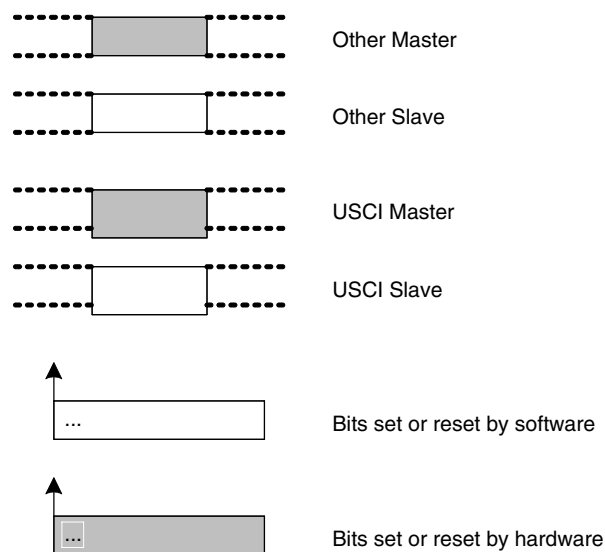 Other Master
Other Slave
USCI Master
USCI Slave
...
Bits set or reset by software
...
Bits set or reset by hardware